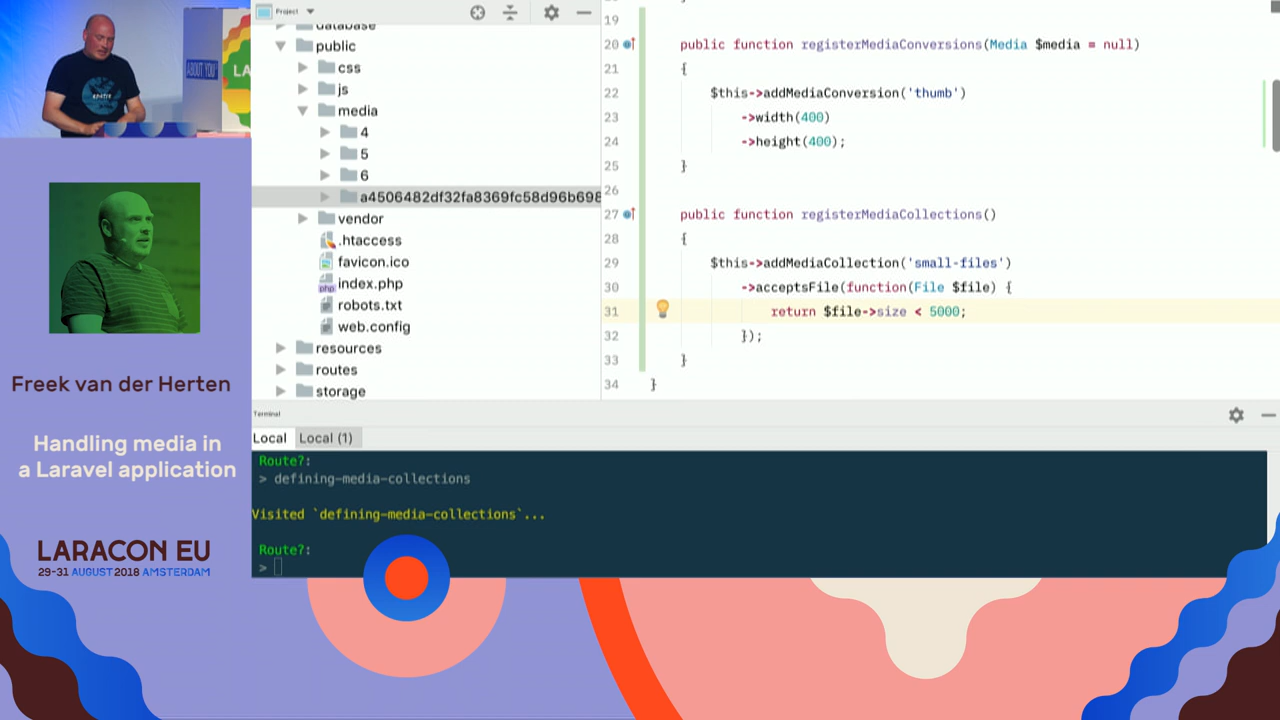 ABOUT YOU
LA
spatie
Freek van der Herten
Handling media in
a Laravel application
LARACON EU
29-31 AUGUST 2018 AMSTERDAM
Project
database
public
css
js
media
4
5
6
a4506482df32fa8369fc58d96b698
vendor
.htaccess
favicon.ico
php index.php
robots.txt
web.config
resources
routes
storage
19
20 public function registerMediaConversions(Media $media = null)
21 {
22 $this->addMediaConversion('thumb')
23 ->width(400)
24 ->height(400);
25 }
26
27 public function registerMediaCollections()
28 {
29 $this->addMediaCollection('small-files')
30 ->acceptsFile(function(File $file) {
31 return $file->size < 5000;
32 });
33 }
34 }
Terminal
Local Local (1)
Route?:
> defining-media-collections
Visited `defining-media-collections`...
Route?:
>